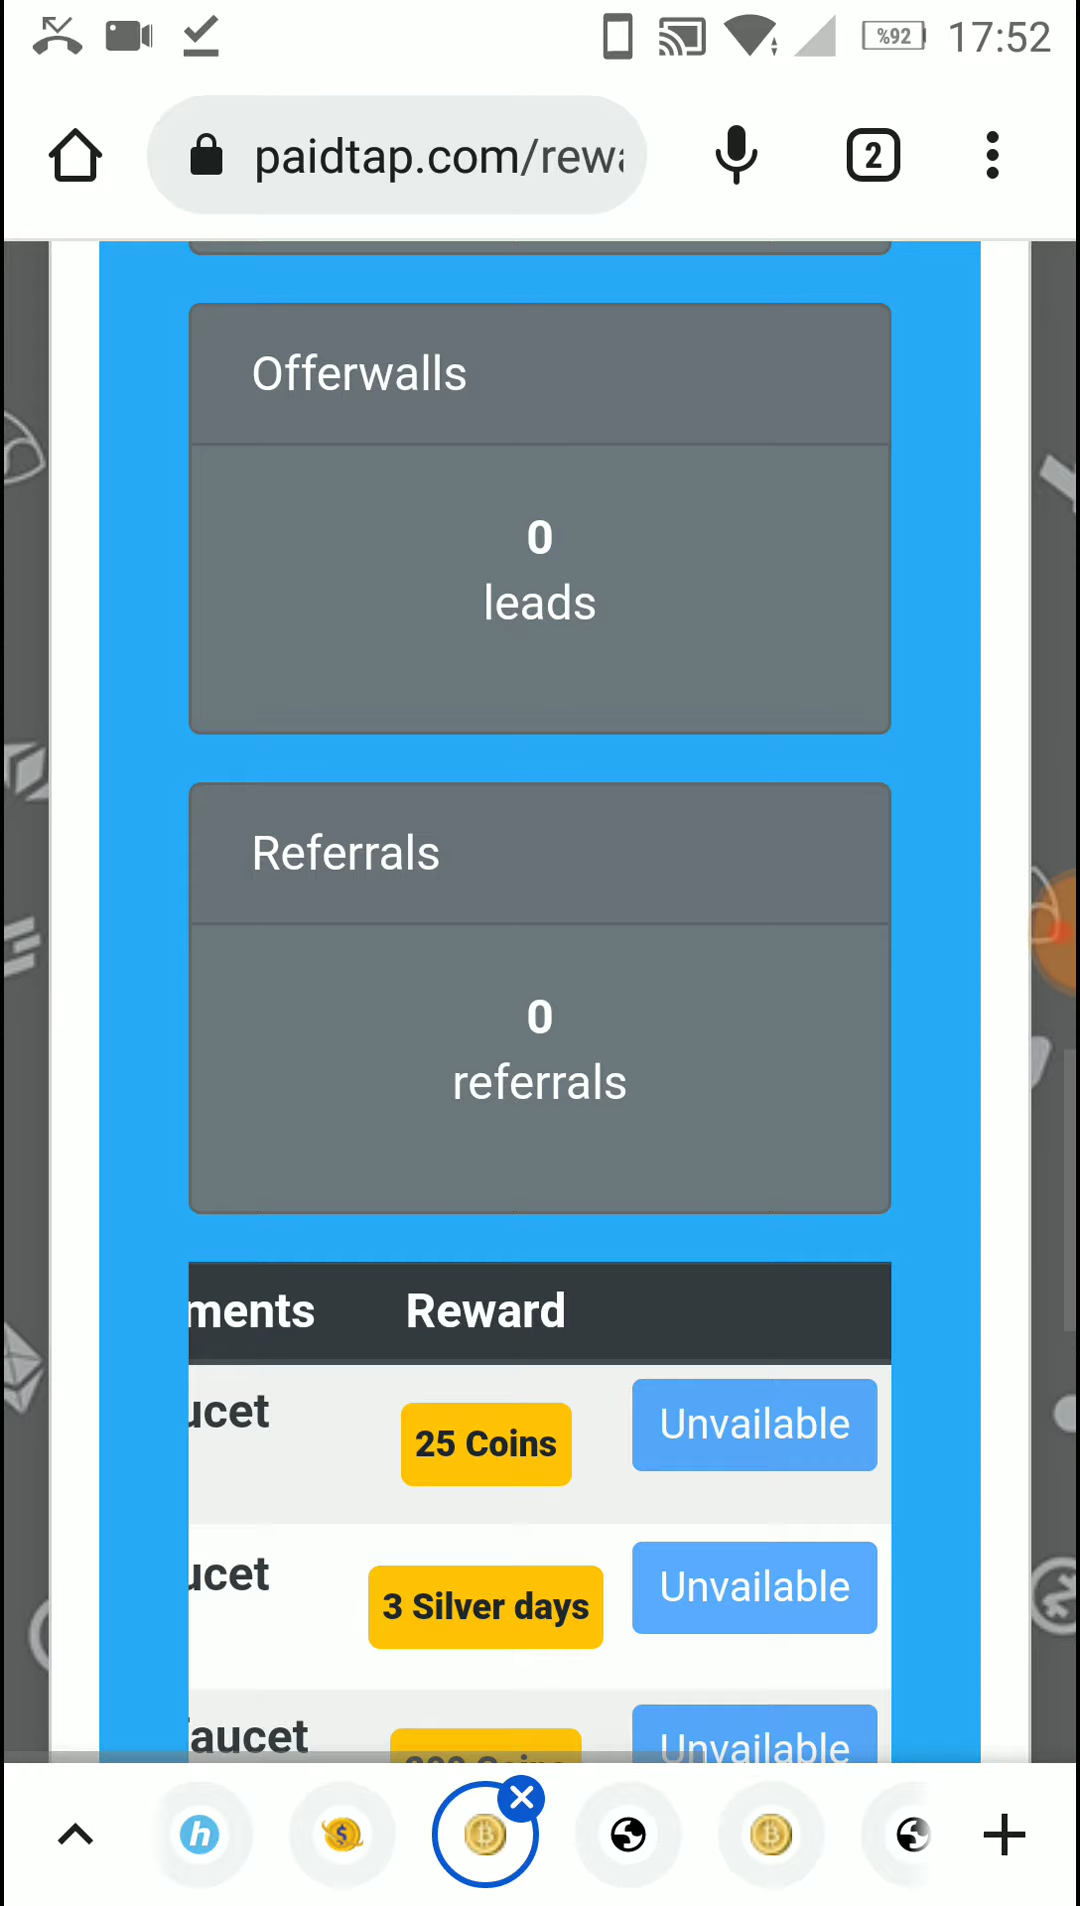 %92 17:52
paidtap.com/rewa
2
Offerwalls
0
leads
Referrals
0
referrals
ments Reward
ucet
25 Coins Unvailable
ucet
3 Silver days Unvailable
aucet
Unvailable